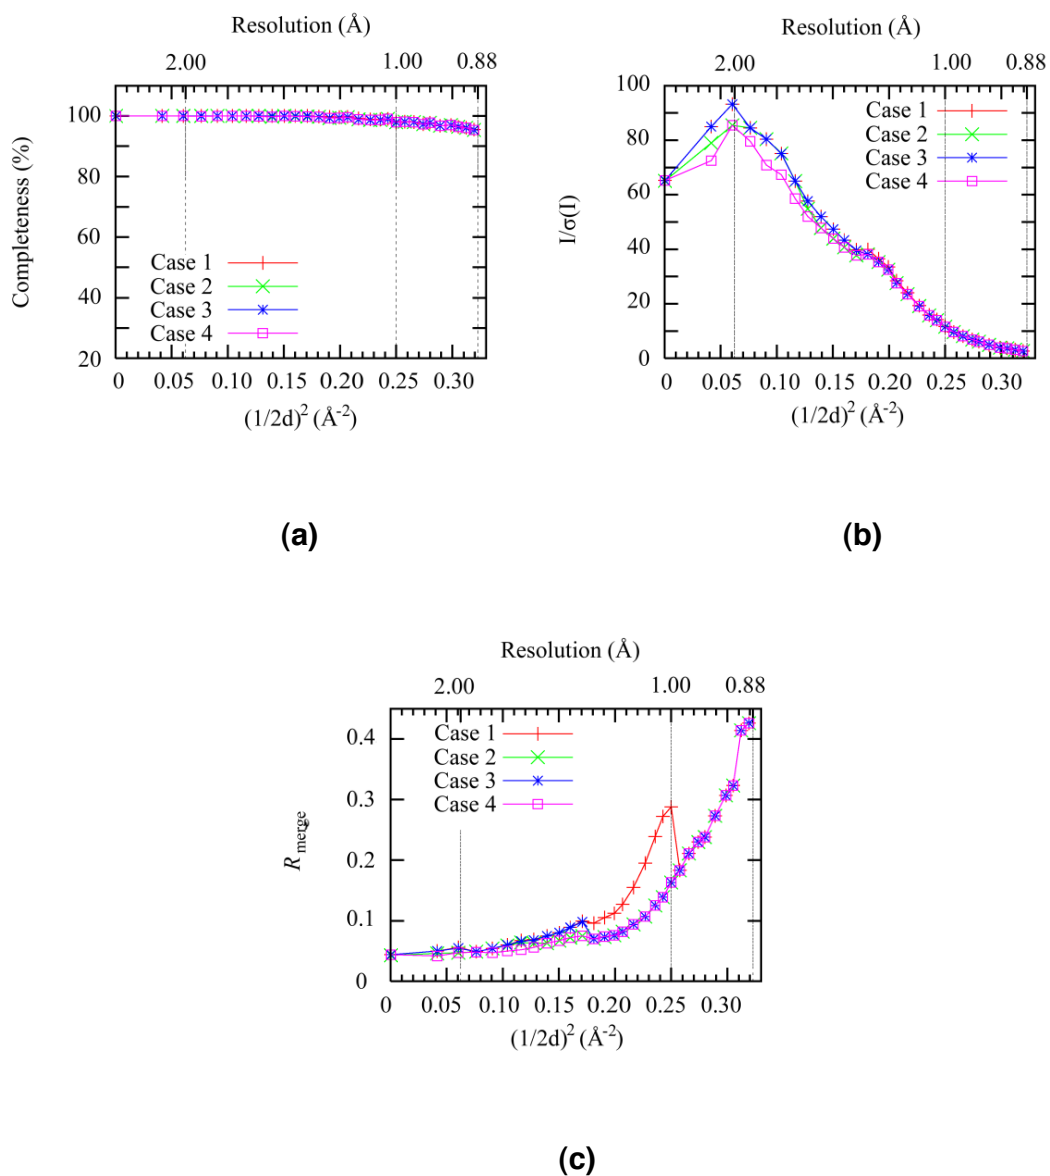 Resolution (Å)
2.00 1.00 0.88
Completeness (%)
100
80
60
40
20
Case 1
Case 2
Case 3
Case 4
0 0.05 0.10 0.15 0.20 0.25 0.30
(1/2d)² (Å⁻²)
(a)
Resolution (Å)
2.00 1.00 0.88
I/σ(I)
100
80
60
40
20
0
Case 1
Case 2
Case 3
Case 4
0 0.05 0.10 0.15 0.20 0.25 0.30
(1/2d)² (Å⁻²)
(b)
Resolution (Å)
2.00 1.00 0.88
R merge
0.4
0.3
0.2
0.1
0
Case 1
Case 2
Case 3
Case 4
0 0.05 0.10 0.15 0.20 0.25 0.30
(1/2d)² (Å⁻²)
(c)